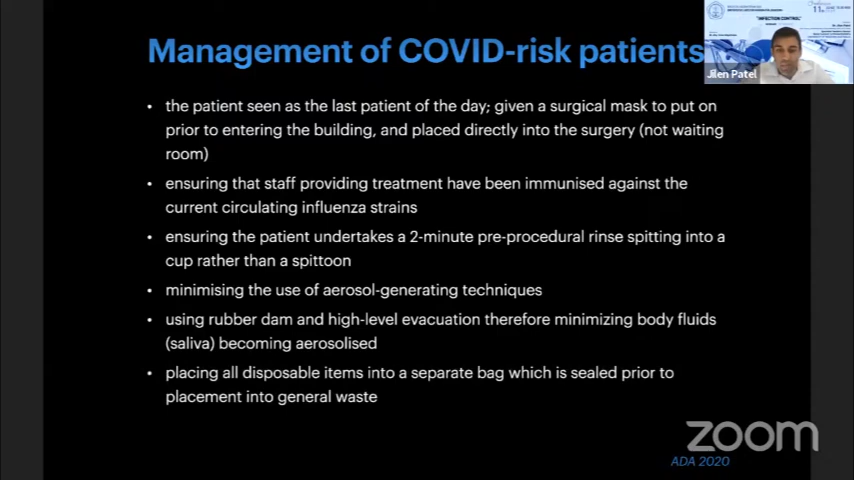 Management of COVID-risk patients
"INFECTION CONTROL"
Jilen Patel
• the patient seen as the last patient of the day; given a surgical mask to put on
prior to entering the building, and placed directly into the surgery (not waiting
room)
• ensuring that staff providing treatment have been immunised against the
current circulating influenza strains
• ensuring the patient undertakes a 2-minute pre-procedural rinse spitting into a
cup rather than a spittoon
• minimising the use of aerosol-generating techniques
• using rubber dam and high-level evacuation therefore minimizing body fluids
(saliva) becoming aerosolised
• placing all disposable items into a separate bag which is sealed prior to
placement into general waste
zoom
ADA 2020